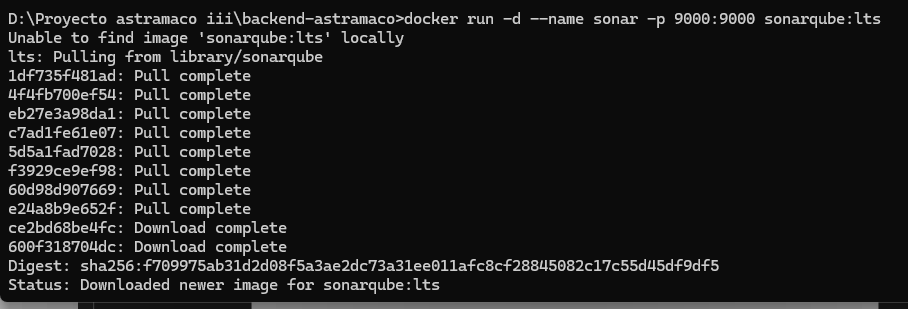 D:\Proyecto astramaco iii\backend-astramaco>docker run -d --name sonar -p 9000:9000 sonarqube:lts
Unable to find image 'sonarqube:lts' locally
lts: Pulling from library/sonarqube
1df735f481ad: Pull complete
4f4fb700ef54: Pull complete
eb27e3a98da1: Pull complete
c7ad1fe61e07: Pull complete
5d5a1fad7028: Pull complete
f3929ce9ef98: Pull complete
60d98d907669: Pull complete
e24a8b9e652f: Pull complete
ce2bd68be4fc: Download complete
600f318704dc: Download complete
Digest: sha256:f709975ab31d2d08f5a3ae2dc73a31ee011afc8cf28845082c17c55d45df9df5
Status: Downloaded newer image for sonarqube:lts